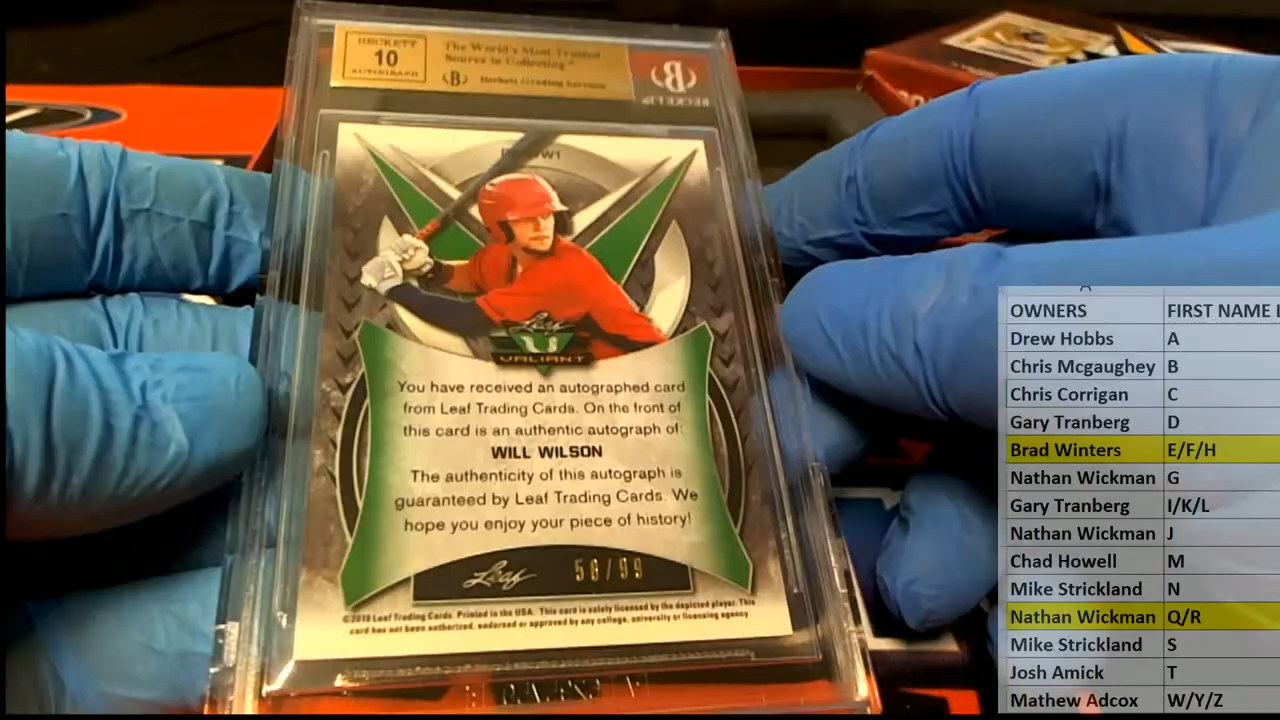 BECKETT
10
AUTOGRAPH
The World's Most Trusted
Source in Collecting™
B Beckett Grading Services
B
BECKETT
Leaf
VALIANT
You have received an autographed card
from Leaf Trading Cards. On the front of
this card is an authentic autograph of:
WILL WILSON
The authenticity of this autograph is
guaranteed by Leaf Trading Cards. We
hope you enjoy your piece of history!
Leaf 56/99
©2019 Leaf Trading Cards. Printed in the USA. This card is solely licensed by the depicted player. This
card has not been authorized, endorsed or approved by any college, university or licensing agency
A
OWNERS FIRST NAME L
Drew Hobbs A
Chris Mcgaughey B
Chris Corrigan C
Gary Tranberg D
Brad Winters E/F/H
Nathan Wickman G
Gary Tranberg I/K/L
Nathan Wickman J
Chad Howell M
Mike Strickland N
Nathan Wickman Q/R
Mike Strickland S
Josh Amick T
Mathew Adcox W/Y/Z